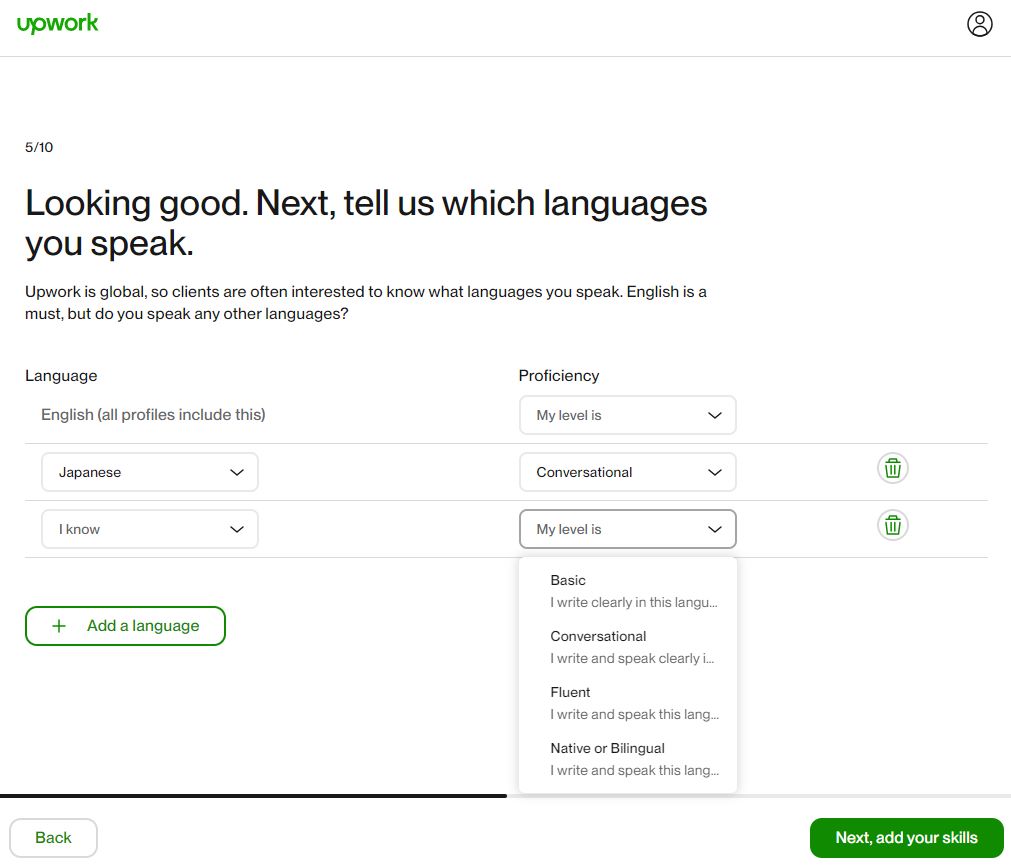 upwork
5/10
Looking good. Next, tell us which languages
you speak.
Upwork is global, so clients are often interested to know what languages you speak. English is a
must, but do you speak any other languages?
Language
Proficiency
English (all profiles include this)
My level is
Japanese
Conversational
I know
My level is
Basic
I write clearly in this langu...
Conversational
I write and speak clearly i...
Fluent
I write and speak this lang...
Native or Bilingual
I write and speak this lang...
+ Add a language
Back
Next, add your skills